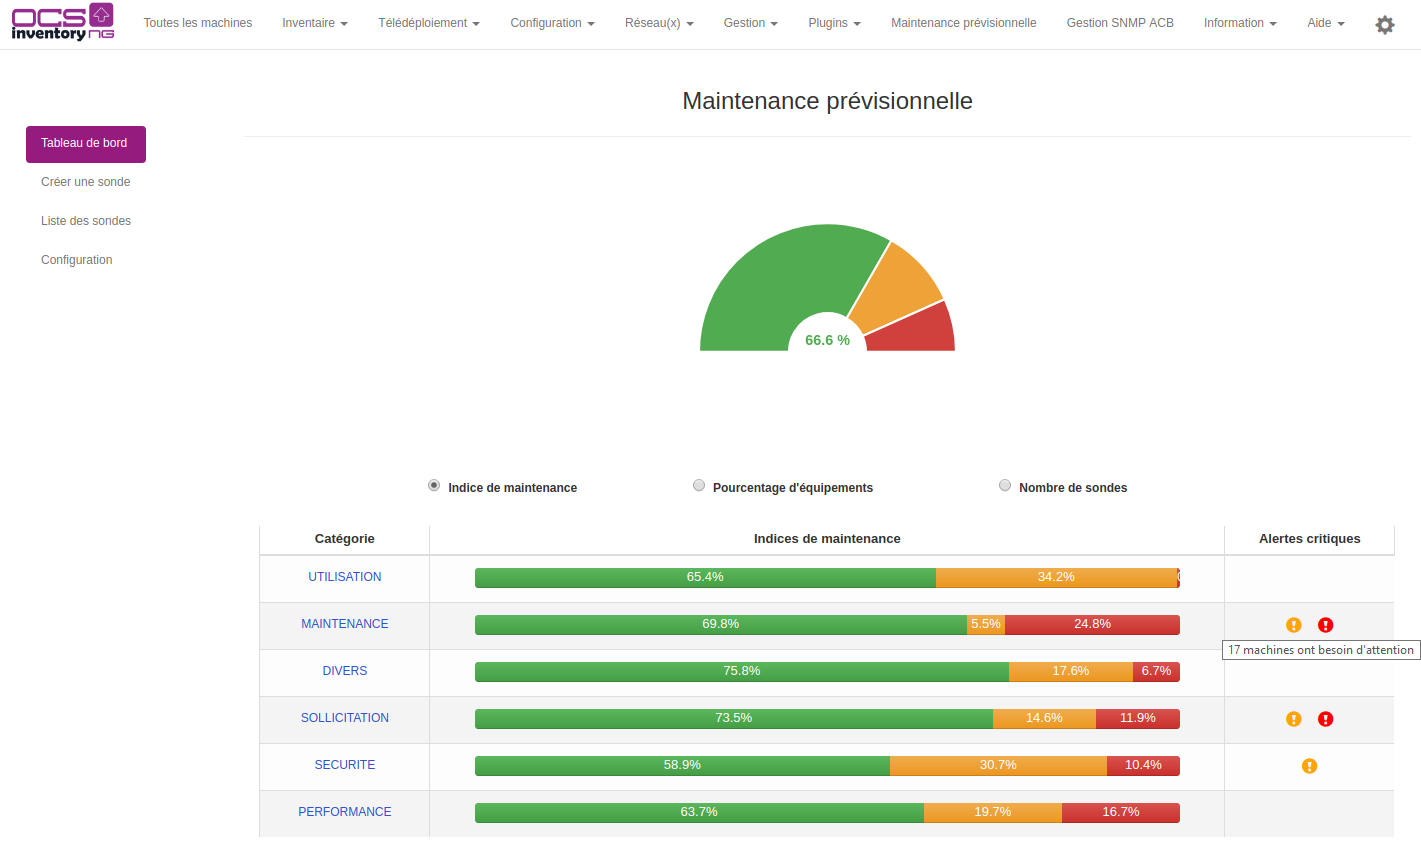 OCS
inventory NG
Toutes les machines Inventaire Télédéploiement Configuration Réseau(x) Gestion Plugins Maintenance prévisionnelle Gestion SNMP ACB Information Aide
Maintenance prévisionnelle
Tableau de bord
Créer une sonde
Liste des sondes
Configuration
66.6 %
Indice de maintenance Pourcentage d'équipements Nombre de sondes
Catégorie Indices de maintenance Alertes critiques
UTILISATION 65.4% 34.2%
MAINTENANCE 69.8% 5.5% 24.8%
17 machines ont besoin d'attention
DIVERS 75.8% 17.6% 6.7%
SOLLICITATION 73.5% 14.6% 11.9%
SECURITE 58.9% 30.7% 10.4%
PERFORMANCE 63.7% 19.7% 16.7%